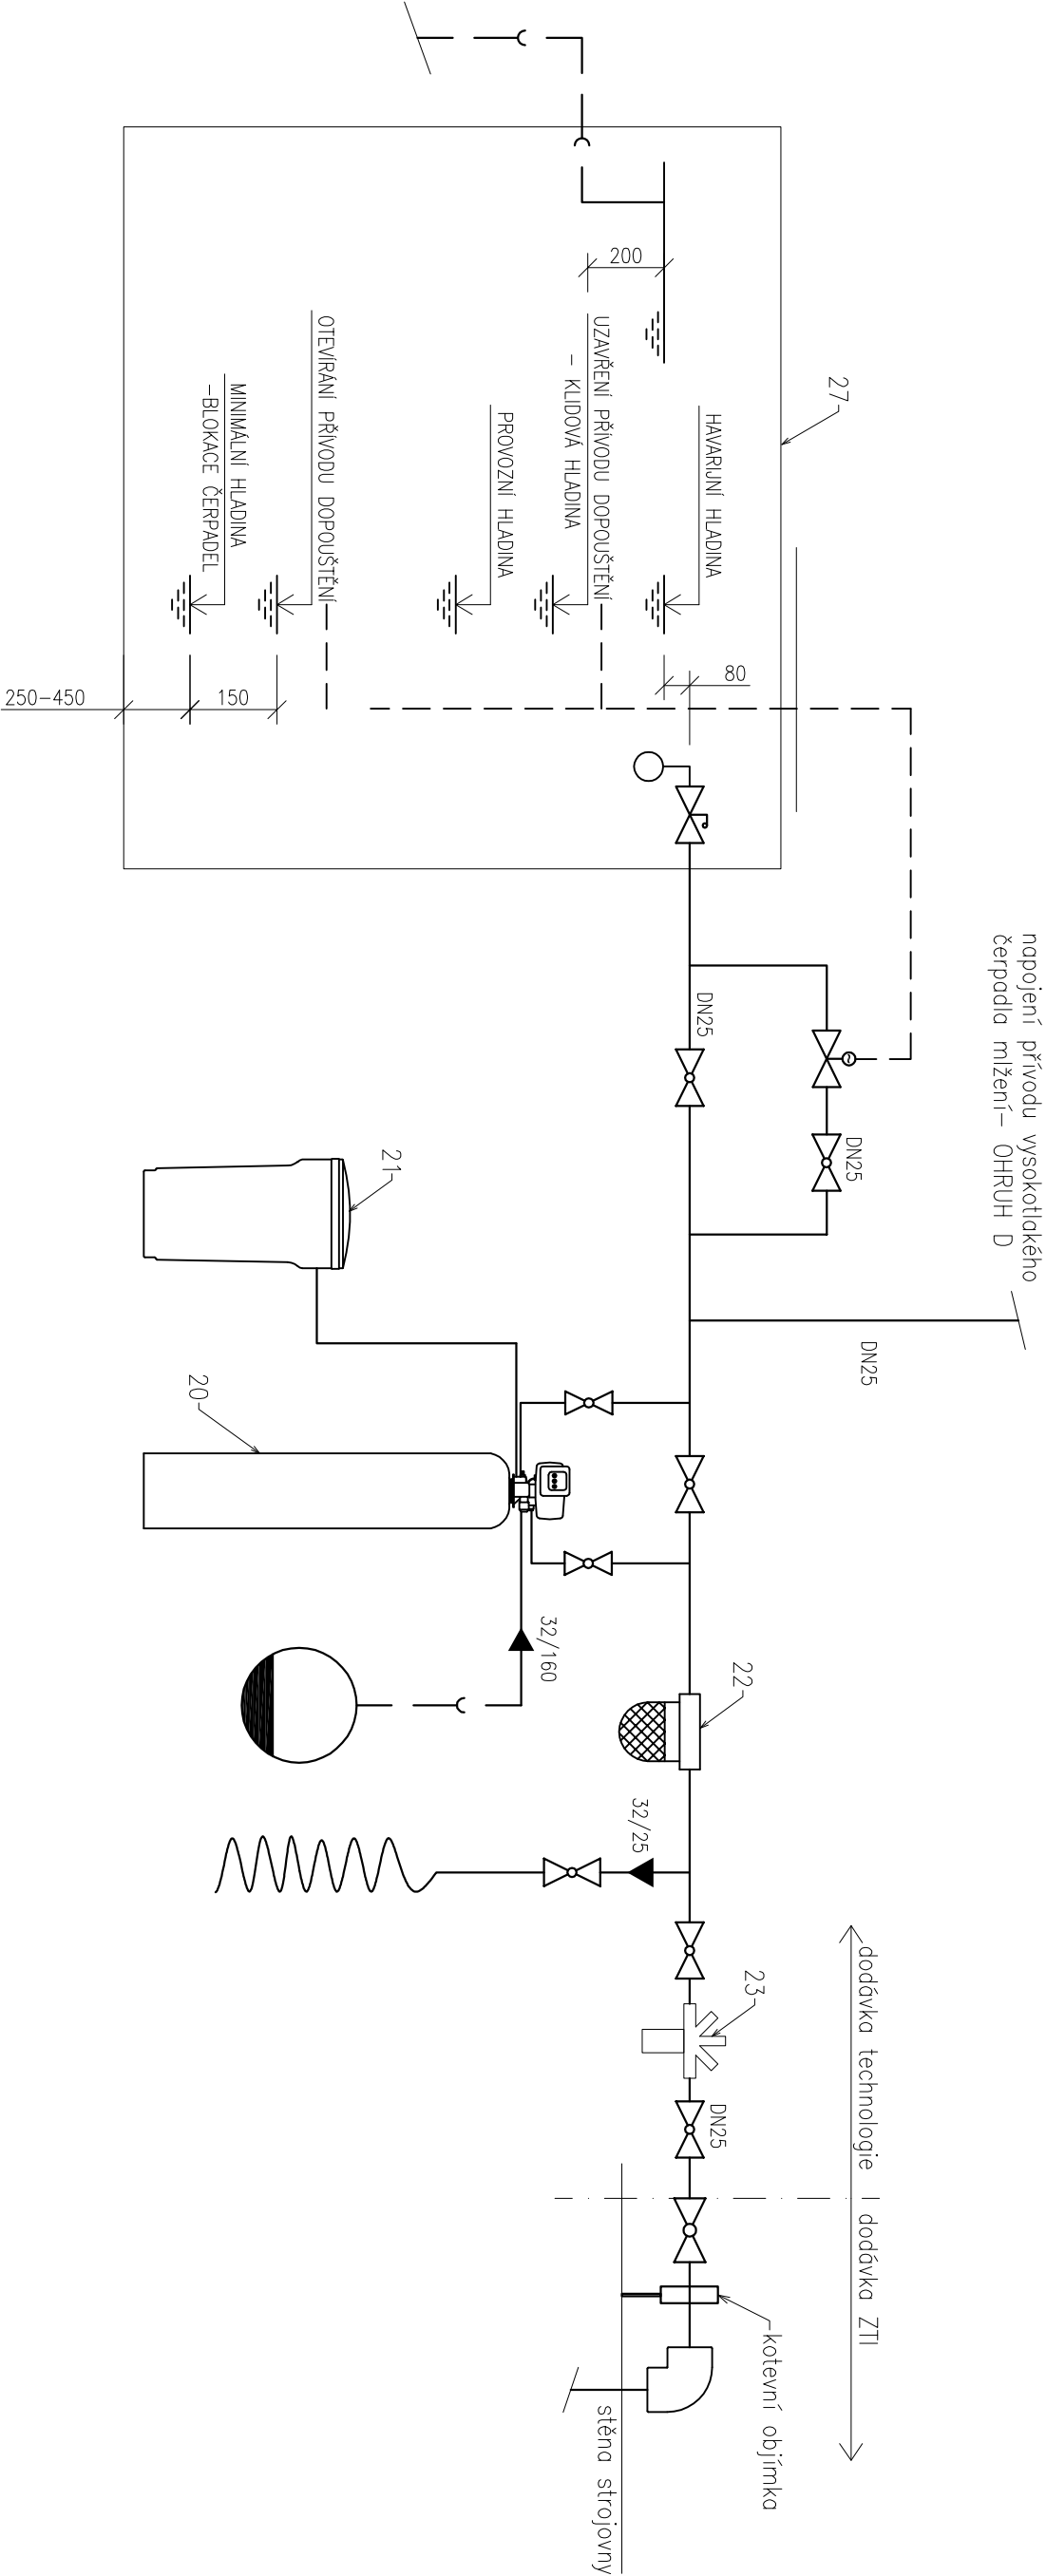 napojení přívodu vysokotlakého
čerpadla mlžení– OHRUH D
27
HAVARIJNÍ HLADINA
UZAVŘENÍ PŘÍVODU DOPOUŠTĚNÍ
– KLIDOVÁ HLADINA
PROVOZNÍ HLADINA
OTEVÍRÁNÍ PŘÍVODU DOPOUŠTĚNÍ
MINIMÁLNÍ HLADINA
–BLOKACE ČERPADEL
200
80
150
250–450
DN25
DN25
DN25
21
20
32/160
22
32/25
23
DN25
dodávka technologie
dodávka ZTI
kotevní objímka
stěna strojovny